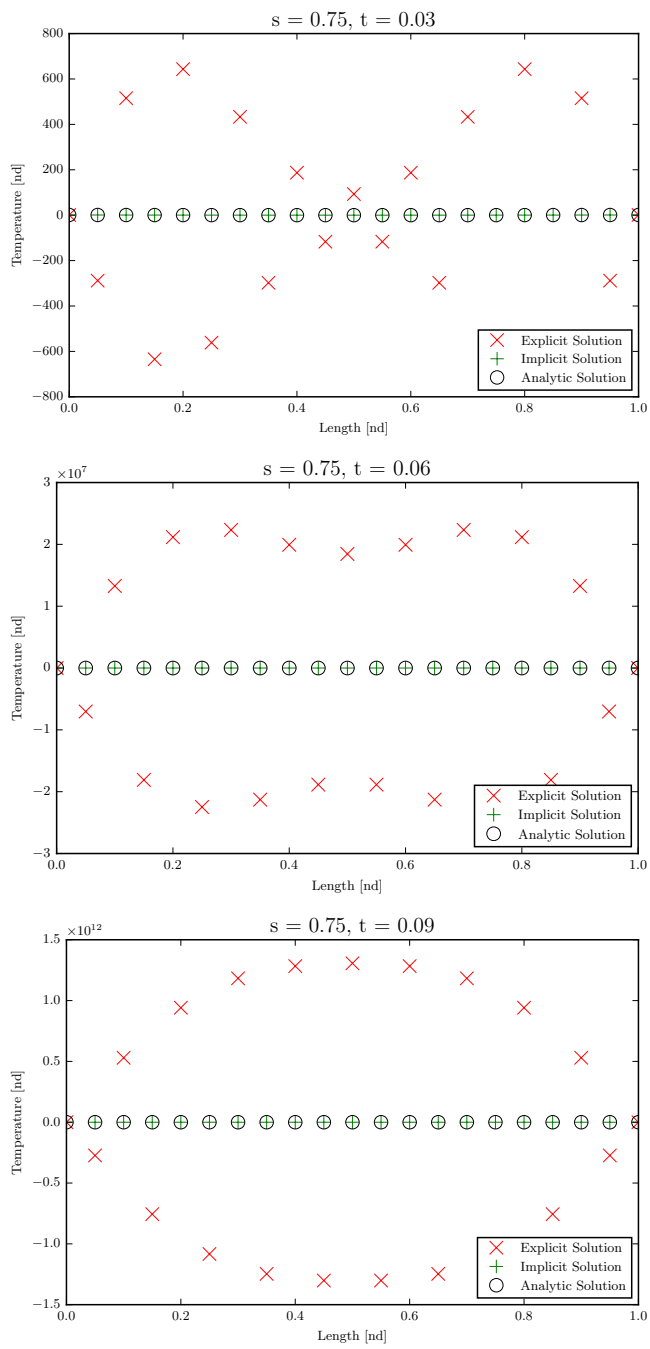 s = 0.75, t = 0.03
800
600
400
200
0
−200
−400
−600
−800
Temperature [nd]
0.0 0.2 0.4 0.6 0.8 1.0
Length [nd]
Explicit Solution
Implicit Solution
Analytic Solution
s = 0.75, t = 0.06
×10⁷
3
2
1
0
−1
−2
−3
Temperature [nd]
0.0 0.2 0.4 0.6 0.8 1.0
Length [nd]
Explicit Solution
Implicit Solution
Analytic Solution
s = 0.75, t = 0.09
×10¹²
1.5
1.0
0.5
0.0
−0.5
−1.0
−1.5
Temperature [nd]
0.0 0.2 0.4 0.6 0.8 1.0
Length [nd]
Explicit Solution
Implicit Solution
Analytic Solution